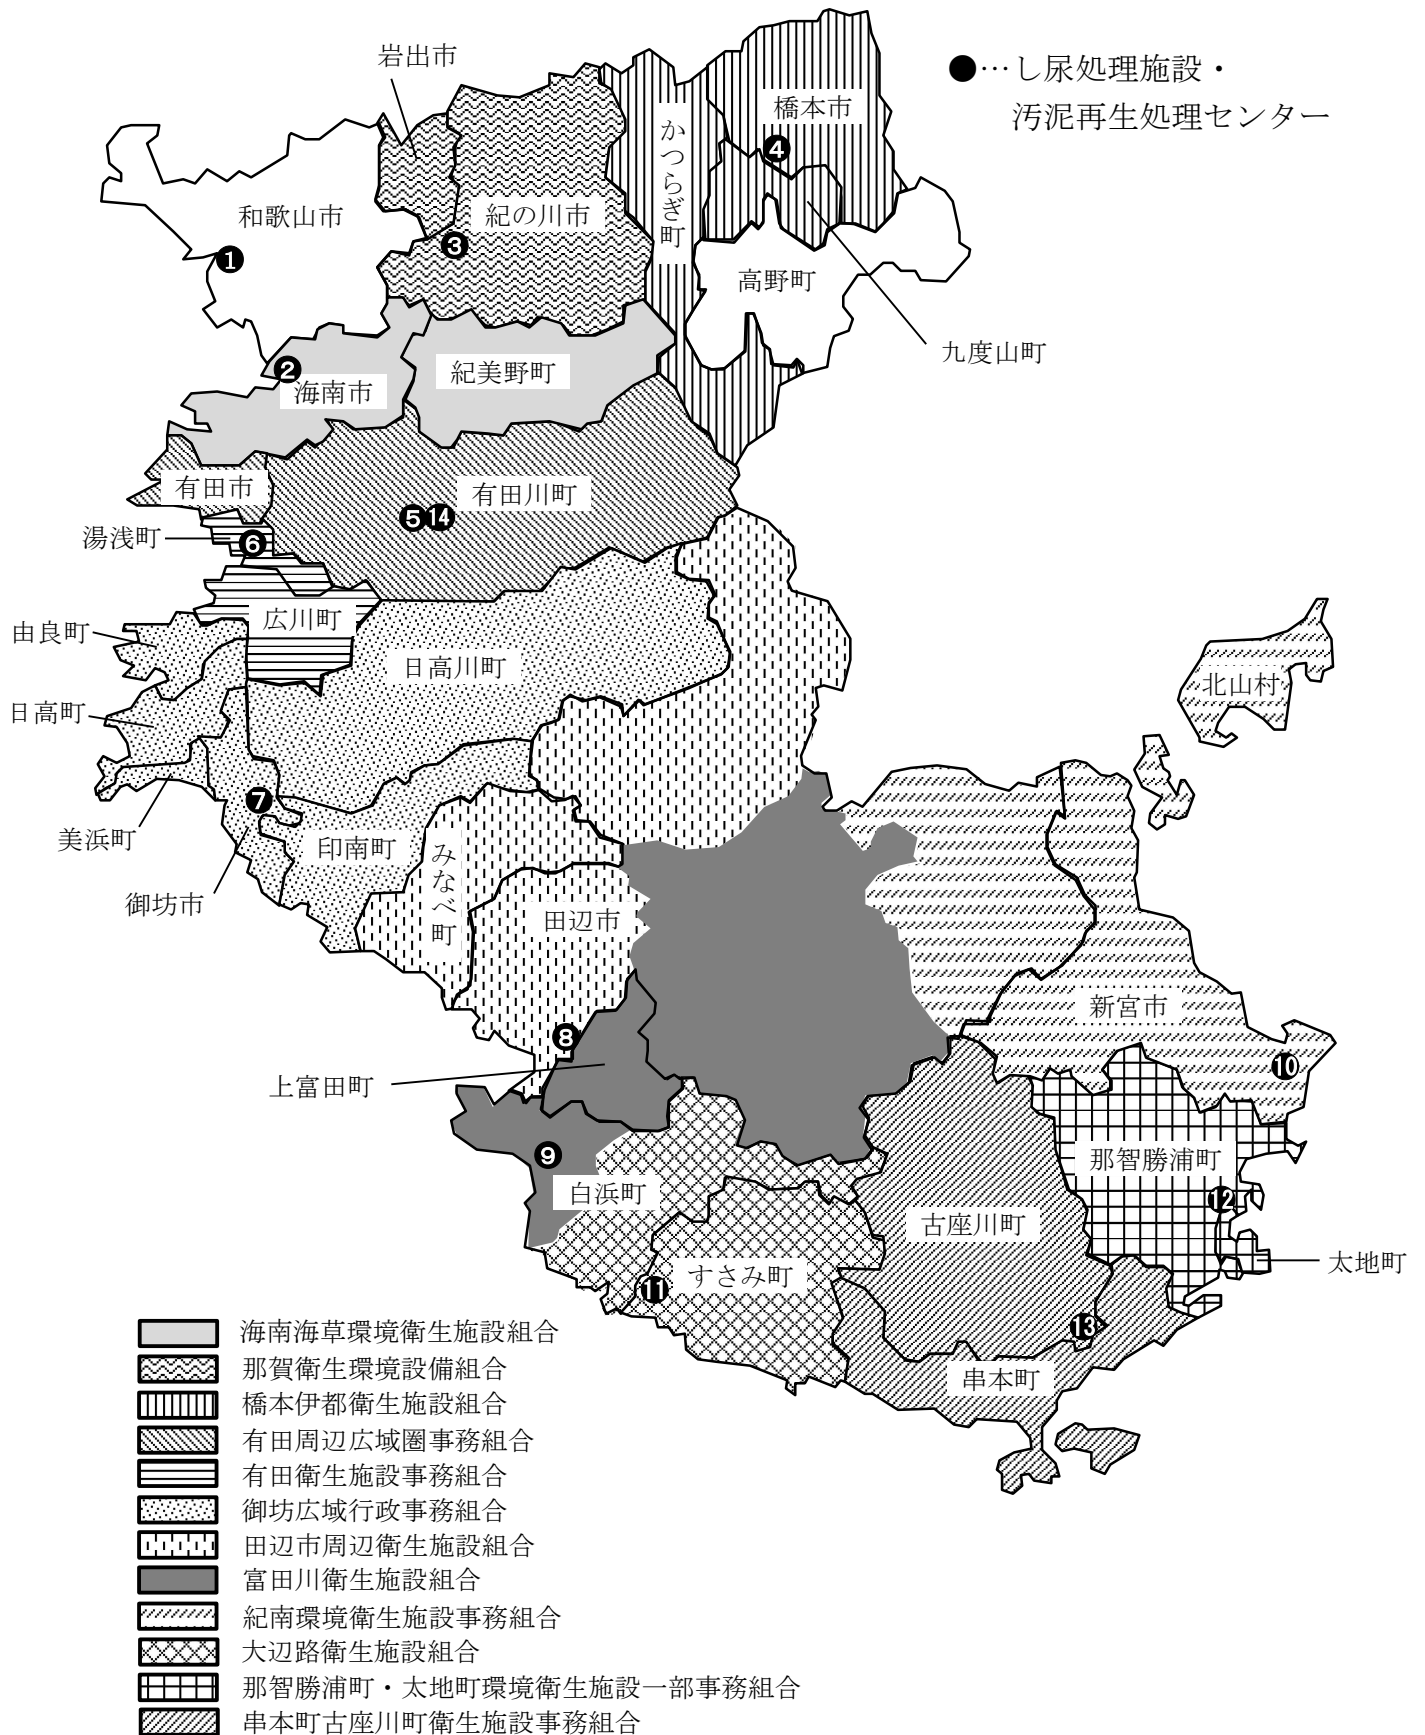 岩出市
●…し尿処理施設・
汚泥再生処理センター
橋本市
かつらぎ町
和歌山市
紀の川市
❹
❸
❶
高野町
九度山町
❷
海南市
紀美野町
有田市
有田川町
❺⓮
湯浅町
❻
広川町
由良町
日高川町
北山村
日高町
❼
美浜町
印南町
みなべ町
御坊市
田辺市
新宮市
❽
❿
上富田町
❾
白浜町
那智勝浦町
⓬
古座川町
太地町
すさみ町
⓫
⓭
串本町
海南海草環境衛生施設組合
那賀衛生環境設備組合
橋本伊都衛生施設組合
有田周辺広域圏事務組合
有田衛生施設事務組合
御坊広域行政事務組合
田辺市周辺衛生施設組合
富田川衛生施設組合
紀南環境衛生施設事務組合
大辺路衛生施設組合
那智勝浦町・太地町環境衛生施設一部事務組合
串本町古座川町衛生施設事務組合